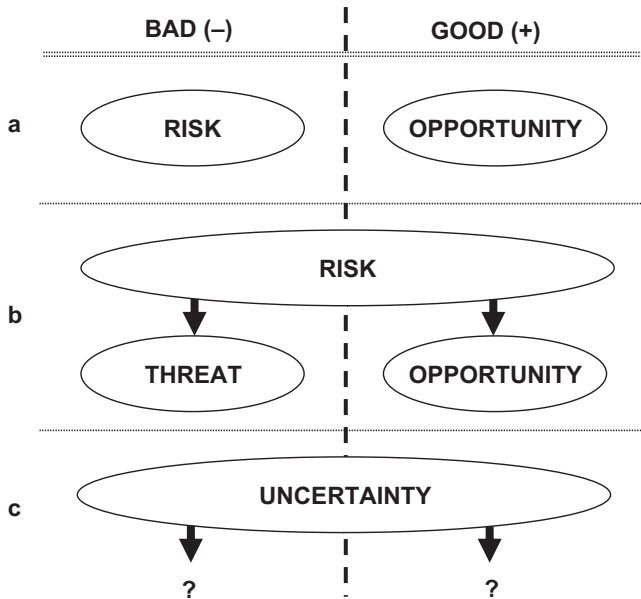 BAD (–) GOOD (+)
a RISK OPPORTUNITY
RISK
b
THREAT OPPORTUNITY
UNCERTAINTY
c
? ?